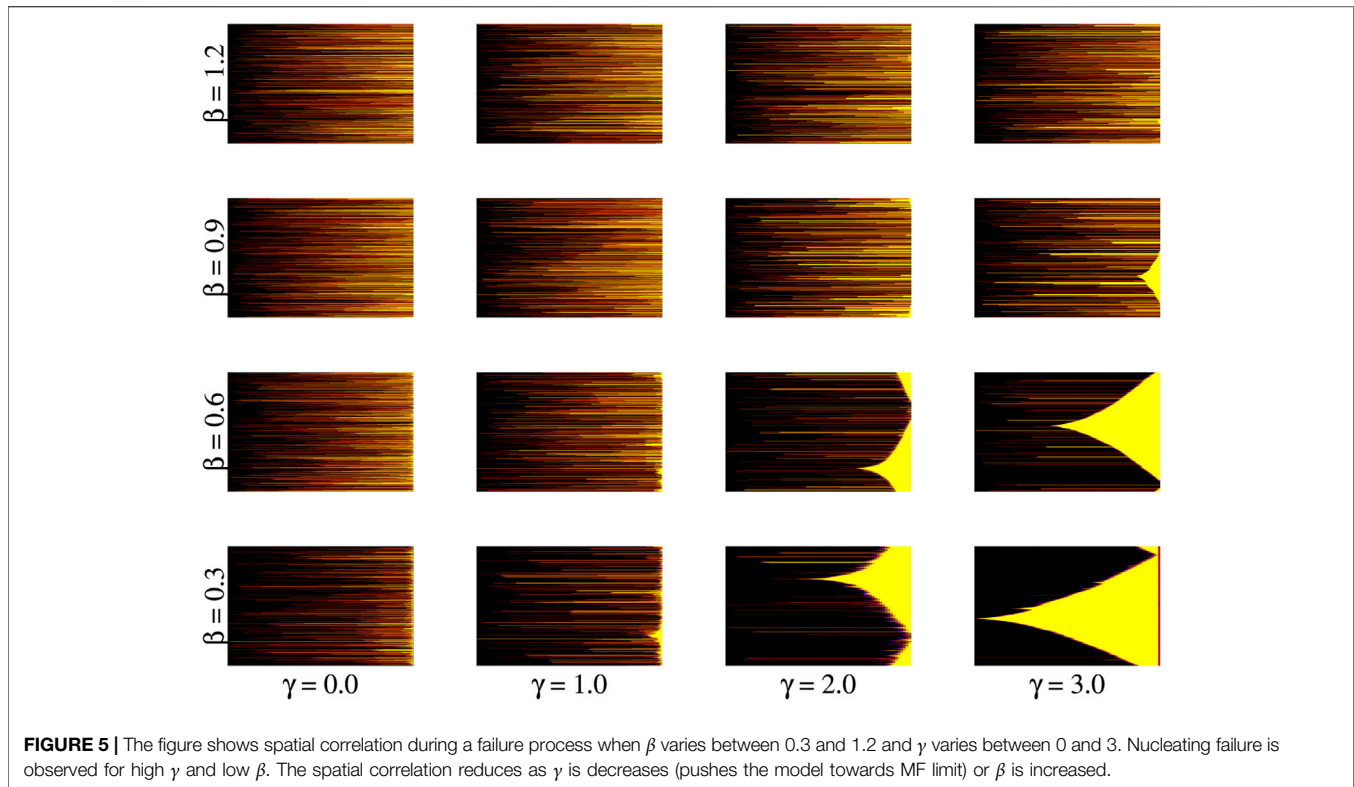 β = 1.2
β = 0.9
β = 0.6
β = 0.3
γ = 0.0
γ = 1.0
γ = 2.0
γ = 3.0
FIGURE 5 | The figure shows spatial correlation during a failure process when β varies between 0.3 and 1.2 and γ varies between 0 and 3. Nucleating failure is
observed for high γ and low β. The spatial correlation reduces as γ is decreases (pushes the model towards MF limit) or β is increased.